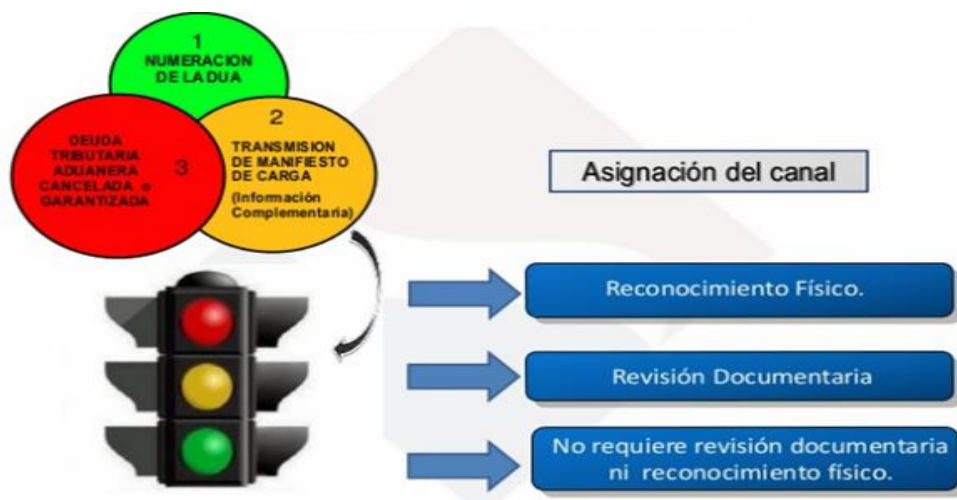 1
NUMERACION
DE LA DUA
2
TRANSMISION
DE MANIFIESTO
DE CARGA
(Información
Complementaria)
DEUDA
TRIBUTARIA
ADUANERA
CANCELADA o
GARANTIZADA
3
Asignación del canal
Reconocimiento Físico.
Revisión Documentaria
No requiere revisión documentaria
ni reconocimiento físico.